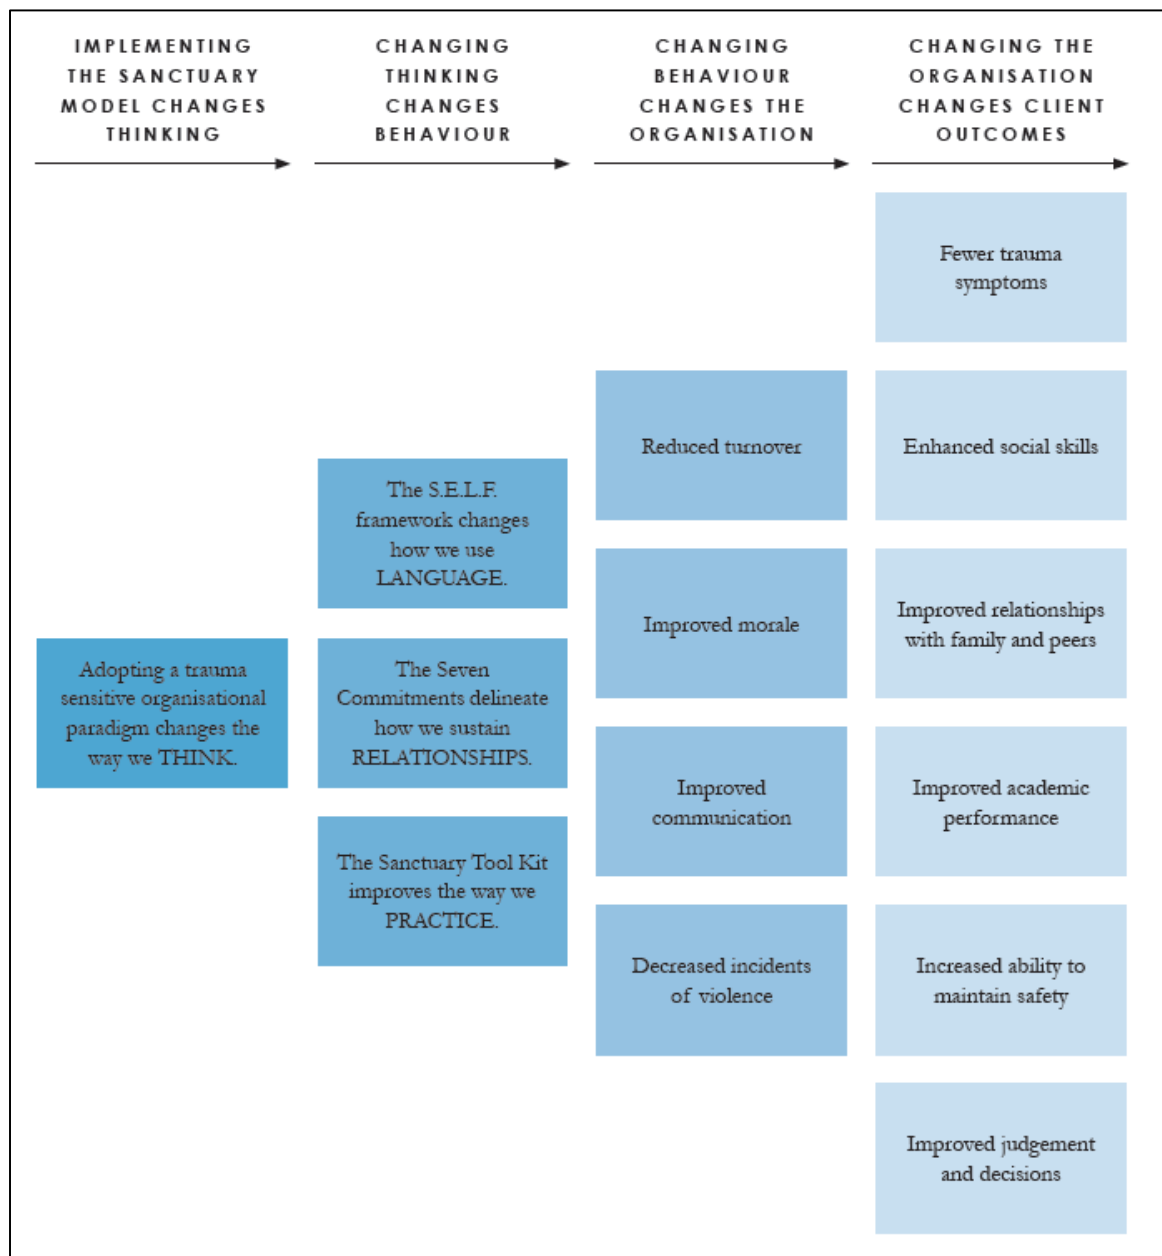 IMPLEMENTING
THE SANCTUARY
MODEL CHANGES
THINKING
CHANGING
THINKING
CHANGES
BEHAVIOUR
CHANGING
BEHAVIOUR
CHANGES THE
ORGANISATION
CHANGING THE
ORGANISATION
CHANGES CLIENT
OUTCOMES
Adopting a trauma
sensitive organisational
paradigm changes the
way we THINK.
The S.E.L.F.
framework changes
how we use
LANGUAGE.
The Seven
Commitments delineate
how we sustain
RELATIONSHIPS.
The Sanctuary Tool Kit
improves the way we
PRACTICE.
Reduced turnover
Improved morale
Improved
communication
Decreased incidents
of violence
Fewer trauma
symptoms
Enhanced social skills
Improved relationships
with family and peers
Improved academic
performance
Increased ability to
maintain safety
Improved judgement
and decisions